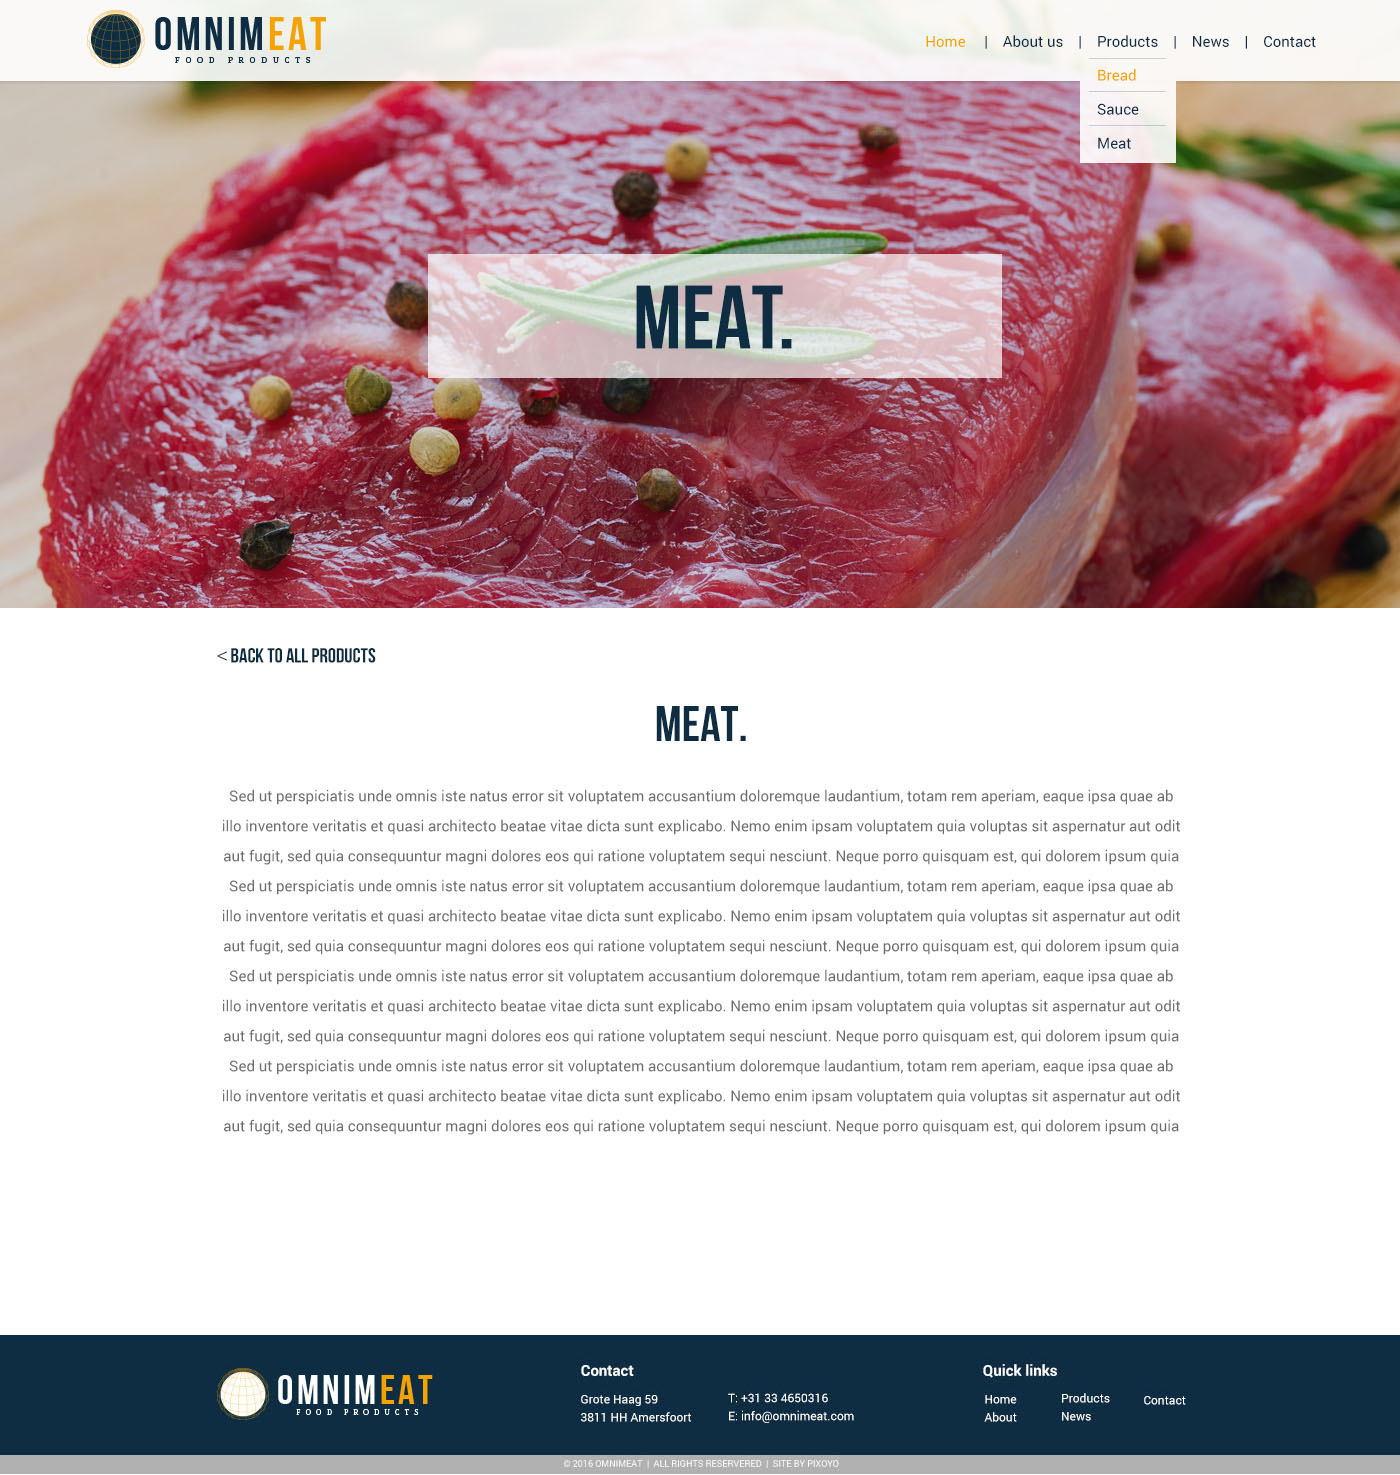 OMNIMEAT
FOOD PRODUCTS
Home | About us | Products | News | Contact
Bread
Sauce
Meat
MEAT.
< BACK TO ALL PRODUCTS
MEAT.
Sed ut perspiciatis unde omnis iste natus error sit voluptatem accusantium doloremque laudantium, totam rem aperiam, eaque ipsa quae ab
illo inventore veritatis et quasi architecto beatae vitae dicta sunt explicabo. Nemo enim ipsam voluptatem quia voluptas sit aspernatur aut odit
aut fugit, sed quia consequuntur magni dolores eos qui ratione voluptatem sequi nesciunt. Neque porro quisquam est, qui dolorem ipsum quia
Sed ut perspiciatis unde omnis iste natus error sit voluptatem accusantium doloremque laudantium, totam rem aperiam, eaque ipsa quae ab
illo inventore veritatis et quasi architecto beatae vitae dicta sunt explicabo. Nemo enim ipsam voluptatem quia voluptas sit aspernatur aut odit
aut fugit, sed quia consequuntur magni dolores eos qui ratione voluptatem sequi nesciunt. Neque porro quisquam est, qui dolorem ipsum quia
Sed ut perspiciatis unde omnis iste natus error sit voluptatem accusantium doloremque laudantium, totam rem aperiam, eaque ipsa quae ab
illo inventore veritatis et quasi architecto beatae vitae dicta sunt explicabo. Nemo enim ipsam voluptatem quia voluptas sit aspernatur aut odit
aut fugit, sed quia consequuntur magni dolores eos qui ratione voluptatem sequi nesciunt. Neque porro quisquam est, qui dolorem ipsum quia
Sed ut perspiciatis unde omnis iste natus error sit voluptatem accusantium doloremque laudantium, totam rem aperiam, eaque ipsa quae ab
illo inventore veritatis et quasi architecto beatae vitae dicta sunt explicabo. Nemo enim ipsam voluptatem quia voluptas sit aspernatur aut odit
aut fugit, sed quia consequuntur magni dolores eos qui ratione voluptatem sequi nesciunt. Neque porro quisquam est, qui dolorem ipsum quia
OMNIMEAT
FOOD PRODUCTS
Contact
Grote Haag 59
3811 HH Amersfoort
T: +31 33 4650316
E: info@omnimeat.com
Quick links
Home
About
Products
News
Contact
© 2016 OMNIMEAT | ALL RIGHTS RESERVERED | SITE BY PIXOYO